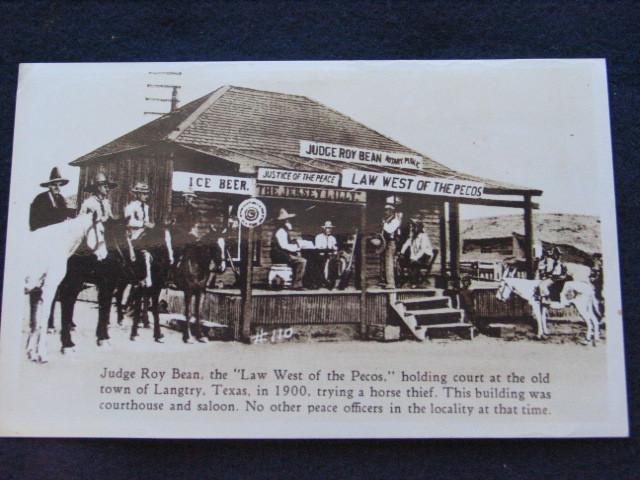 JUDGE ROY BEAN NOTARY PUBLIC
JUSTICE OF THE PEACE
ICE BEER.
LAW WEST OF THE PECOS
THE JERSEY LILLY
#110
Judge Roy Bean, the "Law West of the Pecos," holding court at the old
town of Langtry, Texas, in 1900, trying a horse thief. This building was
courthouse and saloon. No other peace officers in the locality at that time.